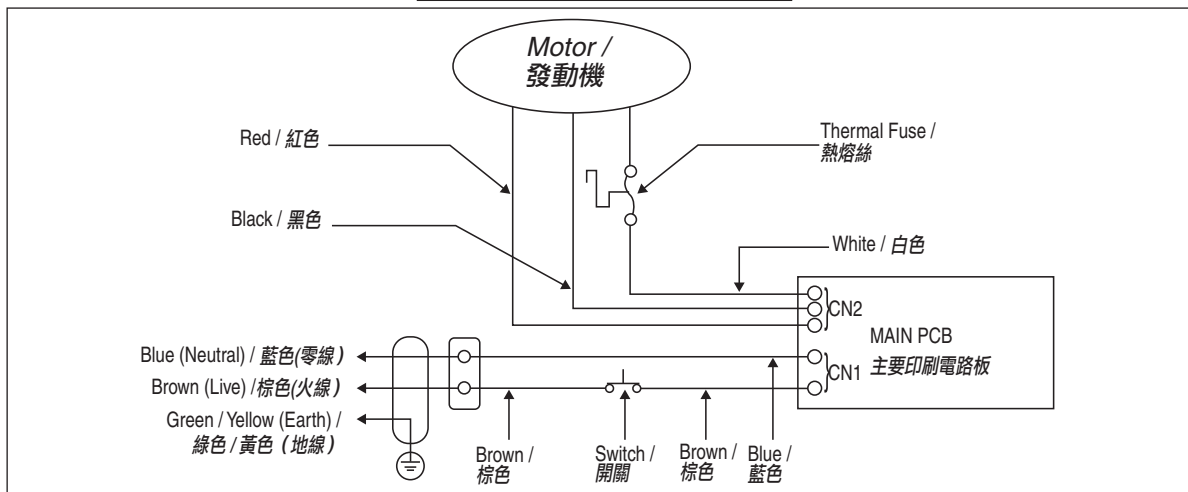 Motor /
發動機
Red / 紅色
Thermal Fuse /
熱熔絲
Black / 黑色
White / 白色
CN2
MAIN PCB
主要印刷電路板
CN1
Blue (Neutral) / 藍色(零線)
Brown (Live) /棕色(火線)
Green / Yellow (Earth) /
綠色 / 黃色 (地線)
Brown /
棕色
Switch /
開關
Brown /
棕色
Blue /
藍色